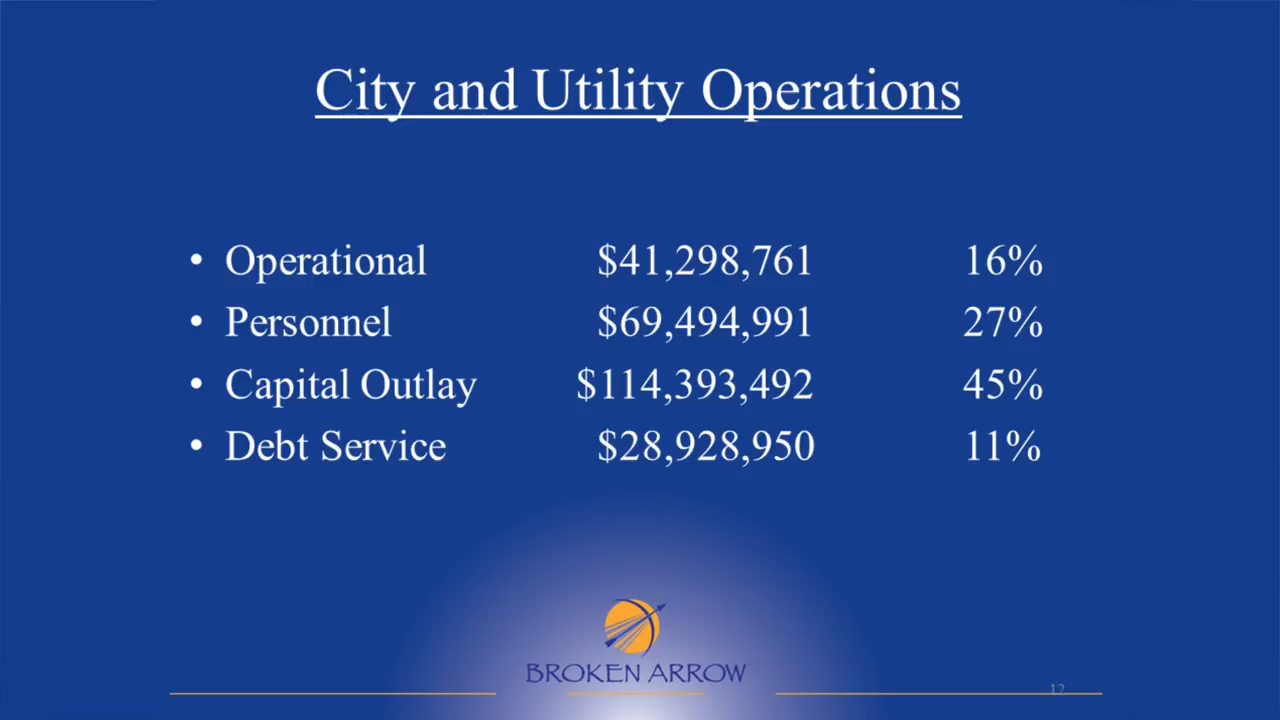 City and Utility Operations
• Operational $41,298,761 16%
• Personnel $69,494,991 27%
• Capital Outlay $114,393,492 45%
• Debt Service $28,928,950 11%
BROKEN ARROW
12